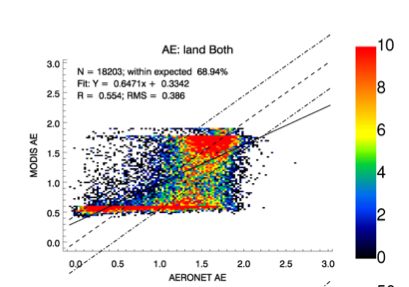 AE: land Both
N = 18203; within expected 68.94%
Fit: Y = 0.6471x + 0.3342
R = 0.554; RMS = 0.386
MODIS AE
3.0
2.5
2.0
1.5
1.0
0.5
0.0
0.0 0.5 1.0 1.5 2.0 2.5 3.0
AERONET AE
10
8
6
4
2
0